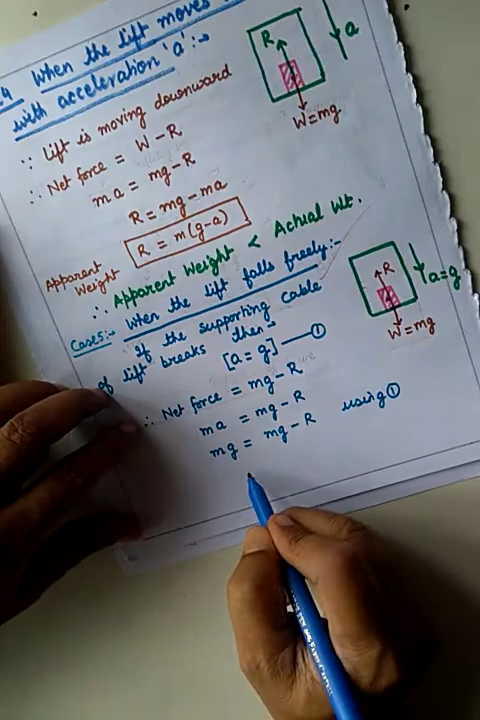 4 When the lift moves
with acceleration 'a' :-
∵ Lift is moving downward
∴ Net force = W - R
ma = mg - R
R = mg - ma
Apparent Weight R = m(g-a)
∴ Apparent Weight < Actual Wt.
Case5:- When the lift falls freely:-
If the supporting cable
of lift breaks then
[a = g] — ①
∴ Net force = mg - R
ma = mg - R
mg = mg - R using ①
R
a
W = mg
R
a = g
W = mg